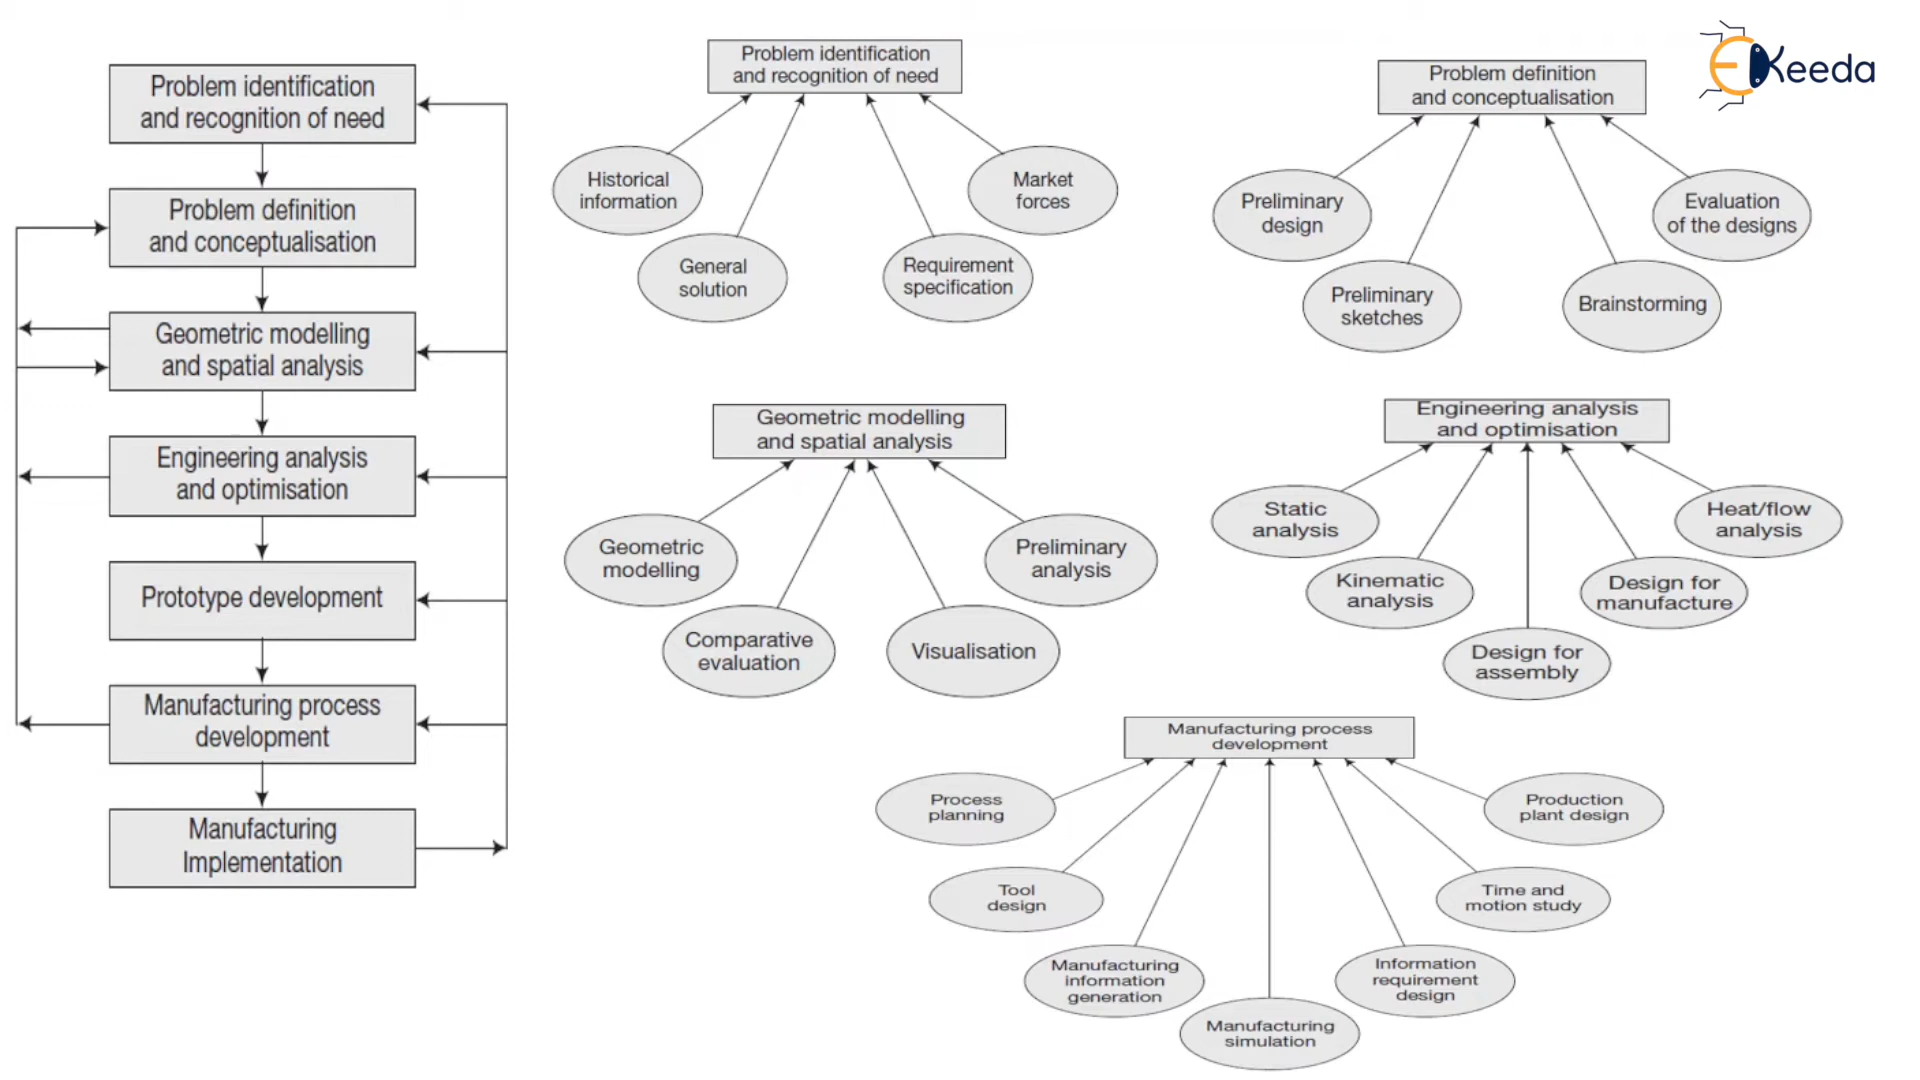 Problem identification
and recognition of need
Problem definition
and conceptualisation
Geometric modelling
and spatial analysis
Engineering analysis
and optimisation
Prototype development
Manufacturing process
development
Manufacturing
Implementation
Problem identification
and recognition of need
Historical
information
General
solution
Requirement
specification
Market
forces
Problem definition
and conceptualisation
Preliminary
design
Preliminary
sketches
Brainstorming
Evaluation
of the designs
EKeeda
Geometric modelling
and spatial analysis
Geometric
modelling
Comparative
evaluation
Visualisation
Preliminary
analysis
Engineering analysis
and optimisation
Static
analysis
Kinematic
analysis
Design for
assembly
Design for
manufacture
Heat/flow
analysis
Manufacturing process
development
Process
planning
Tool
design
Manufacturing
information
generation
Manufacturing
simulation
Information
requirement
design
Time and
motion study
Production
plant design